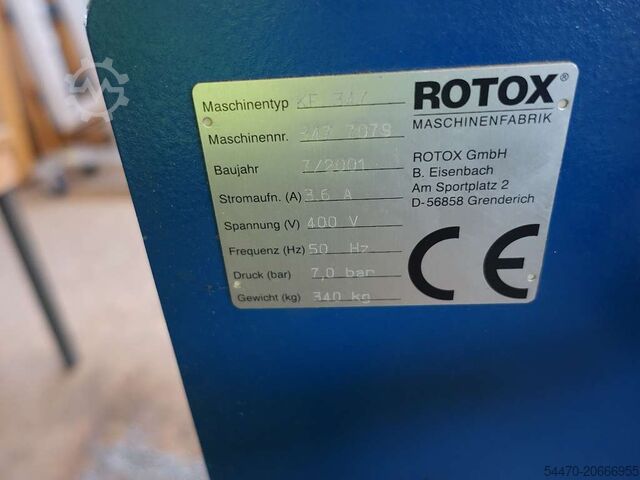 ROTOX®
MASCHINENFABRIK
Maschinentyp KF 347
Maschinennr. 347 7079
Baujahr 7/2001
Stromaufn. (A) 3,6 A
Spannung (V) 400 V
Frequenz (Hz) 50 Hz
Druck (bar) 7,0 bar
Gewicht (kg) 340 kg
ROTOX GmbH
B. Eisenbach
Am Sportplatz 2
D-56858 Grenderich
CE
54470-20666955